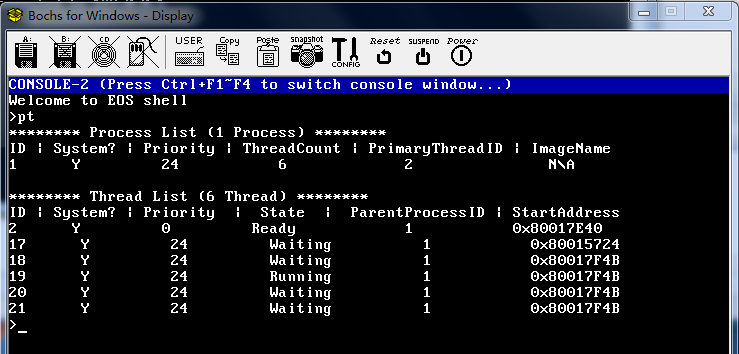 Bochs for Windows - Display
A: B: CD USER Copy Paste snapshot CONFIG Reset SUSPEND Power
CONSOLE-2 (Press Ctrl+F1~F4 to switch console window...)
Welcome to EOS shell
>pt
******** Process List (1 Process) ********
ID | System? | Priority | ThreadCount | PrimaryThreadID | ImageName
1 Y 24 6 2 N\A
******** Thread List (6 Thread) ********
ID | System? | Priority | State | ParentProcessID | StartAddress
2 Y 0 Ready 1 0x80017E40
17 Y 24 Waiting 1 0x80015724
18 Y 24 Waiting 1 0x80017F4B
19 Y 24 Running 1 0x80017F4B
20 Y 24 Waiting 1 0x80017F4B
21 Y 24 Waiting 1 0x80017F4B
>_